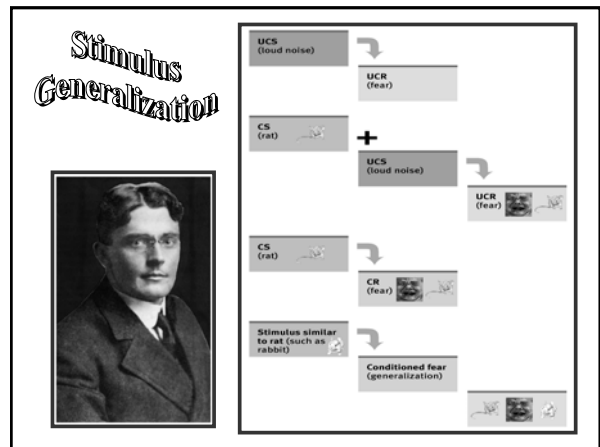 Stimulus
Generalization
UCS
(loud noise)
UCR
(fear)
CS
(rat)
+
UCS
(loud noise)
UCR
(fear)
CS
(rat)
CR
(fear)
Stimulus similar
to rat (such as
rabbit)
Conditioned fear
(generalization)